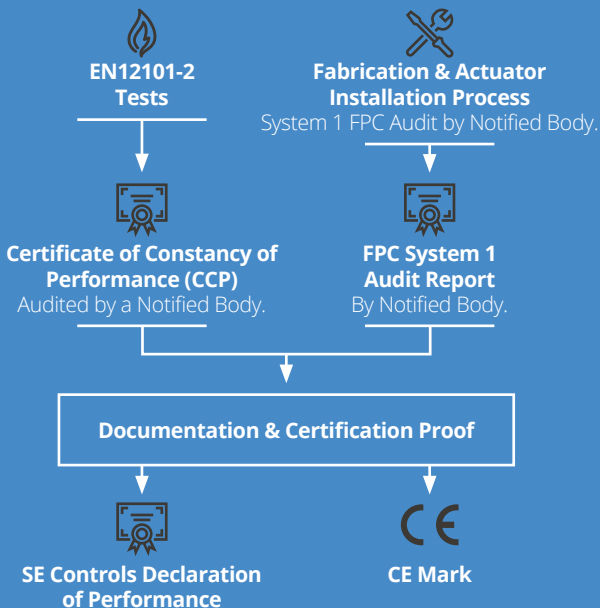 EN12101-2
Tests
Fabrication & Actuator
Installation Process
System 1 FPC Audit by Notified Body.
Certificate of Constancy of
Performance (CCP)
Audited by a Notified Body.
FPC System 1
Audit Report
By Notified Body.
Documentation & Certification Proof
SE Controls Declaration
of Performance
CE
CE Mark